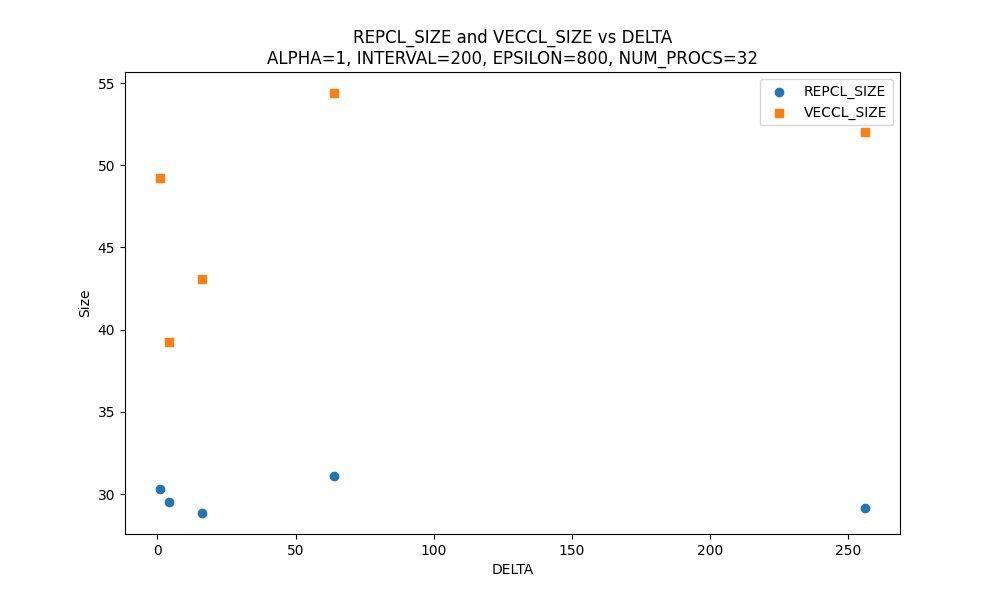 REPCL_SIZE and VECCL_SIZE vs DELTA
ALPHA=1, INTERVAL=200, EPSILON=800, NUM_PROCS=32
REPCL_SIZE
VECCL_SIZE
55
50
45
40
35
30
Size
0
50
100
150
200
250
DELTA